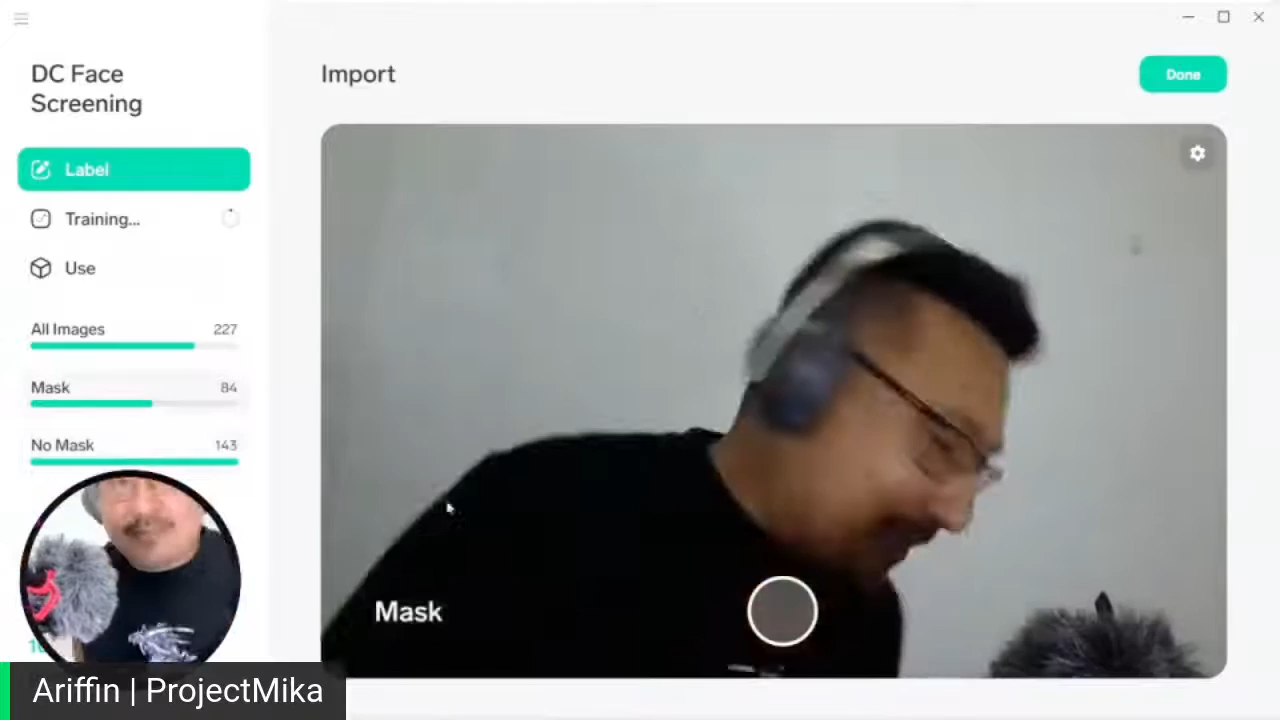 DC Face
Screening
Import
Done
Label
Training...
Use
All Images 227
Mask 84
No Mask 143
Mask
Ariffin | ProjectMika